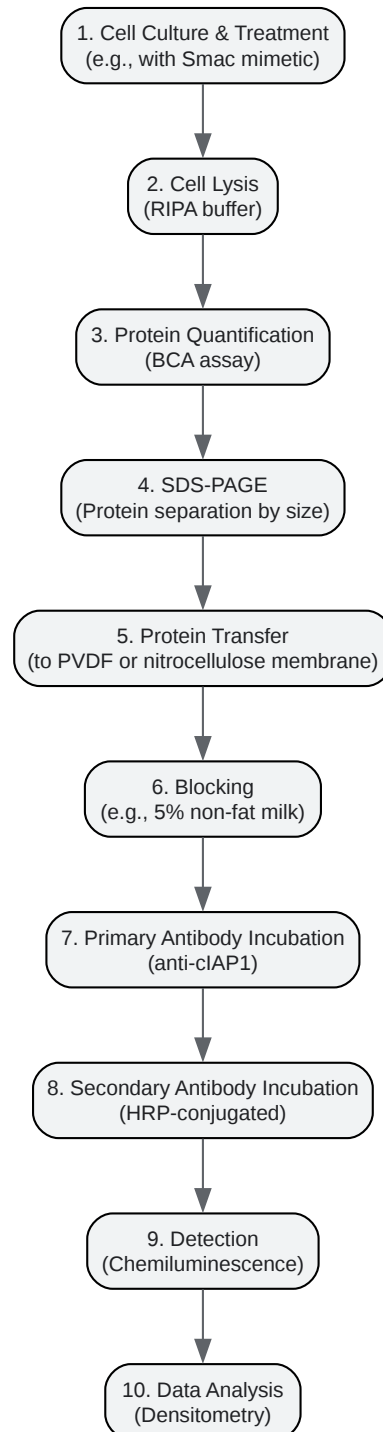 1. Cell Culture & Treatment
(e.g., with Smac mimetic)
2. Cell Lysis
(RIPA buffer)
3. Protein Quantification
(BCA assay)
4. SDS-PAGE
(Protein separation by size)
5. Protein Transfer
(to PVDF or nitrocellulose membrane)
6. Blocking
(e.g., 5% non-fat milk)
7. Primary Antibody Incubation
(anti-cIAP1)
8. Secondary Antibody Incubation
(HRP-conjugated)
9. Detection
(Chemiluminescence)
10. Data Analysis
(Densitometry)